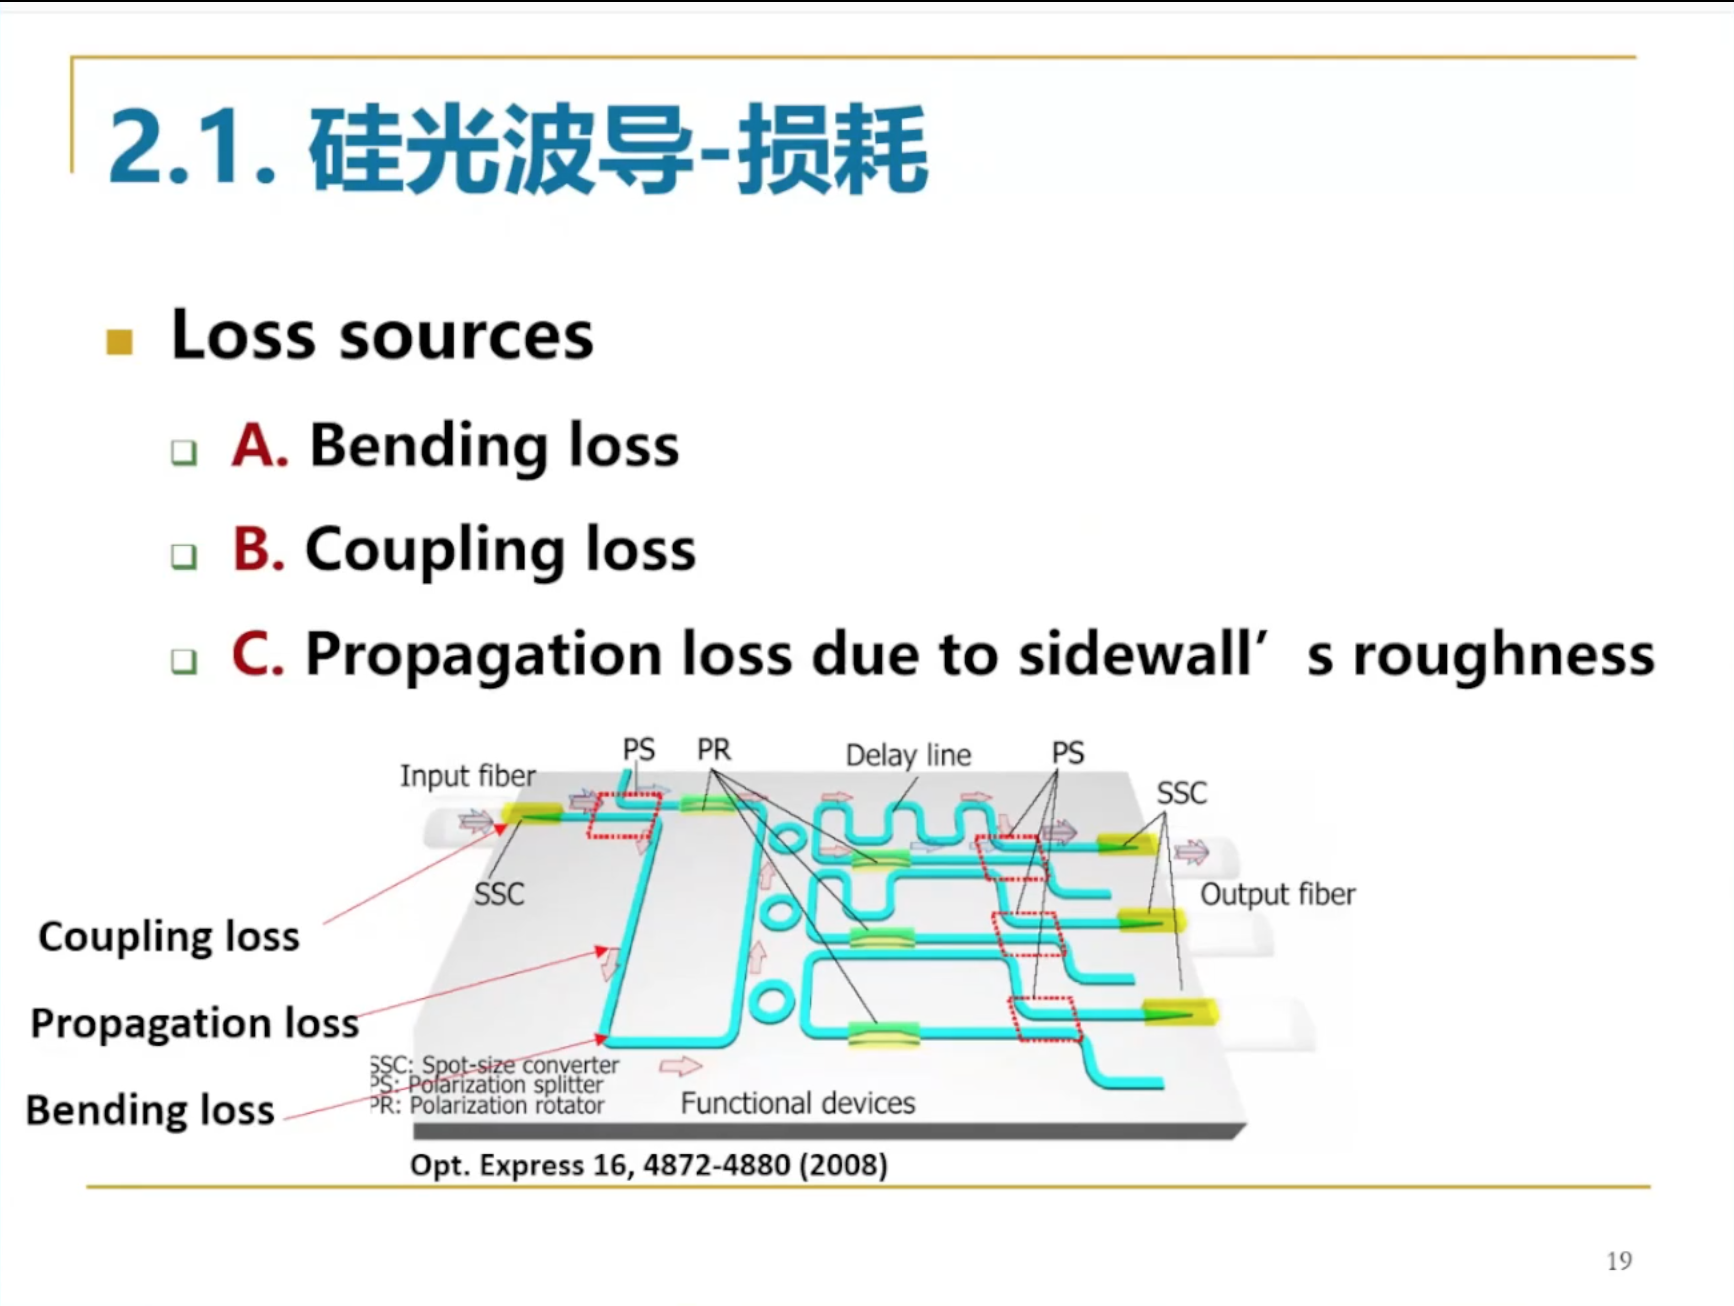 2.1. 硅光波导-损耗
Loss sources
A. Bending loss
B. Coupling loss
C. Propagation loss due to sidewall’ s roughness
PS
PR
Delay line
PS
Input fiber
SSC
SSC
Output fiber
Coupling loss
Propagation loss
Bending loss
SSC: Spot-size converter
PS: Polarization splitter
PR: Polarization rotator
Functional devices
Opt. Express 16, 4872-4880 (2008)
19